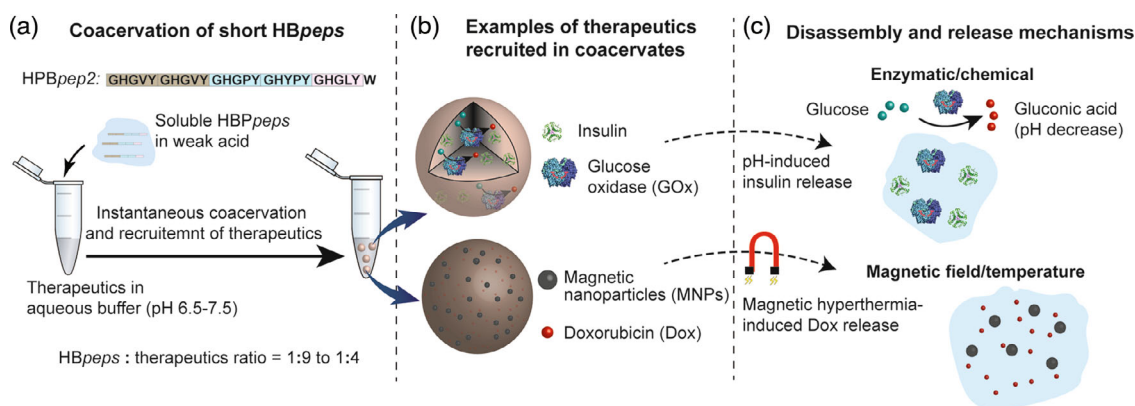 (a) Coacervation of short HBpeps
HPBpep2: GHGVY GHGVY GHGPY GHYPY GHGLY W
Soluble HBPpeps
in weak acid
Instantaneous coacervation
and recruitemnt of therapeutics
Therapeutics in
aqueous buffer (pH 6.5-7.5)
HBpeps : therapeutics ratio = 1:9 to 1:4
(b) Examples of therapeutics
recruited in coacervates
Insulin
Glucose
oxidase (GOx)
Magnetic
nanoparticles (MNPs)
Doxorubicin (Dox)
(c) Disassembly and release mechanisms
Enzymatic/chemical
Glucose
Gluconic acid
(pH decrease)
pH-induced
insulin release
Magnetic field/temperature
Magnetic hyperthermia-
induced Dox release